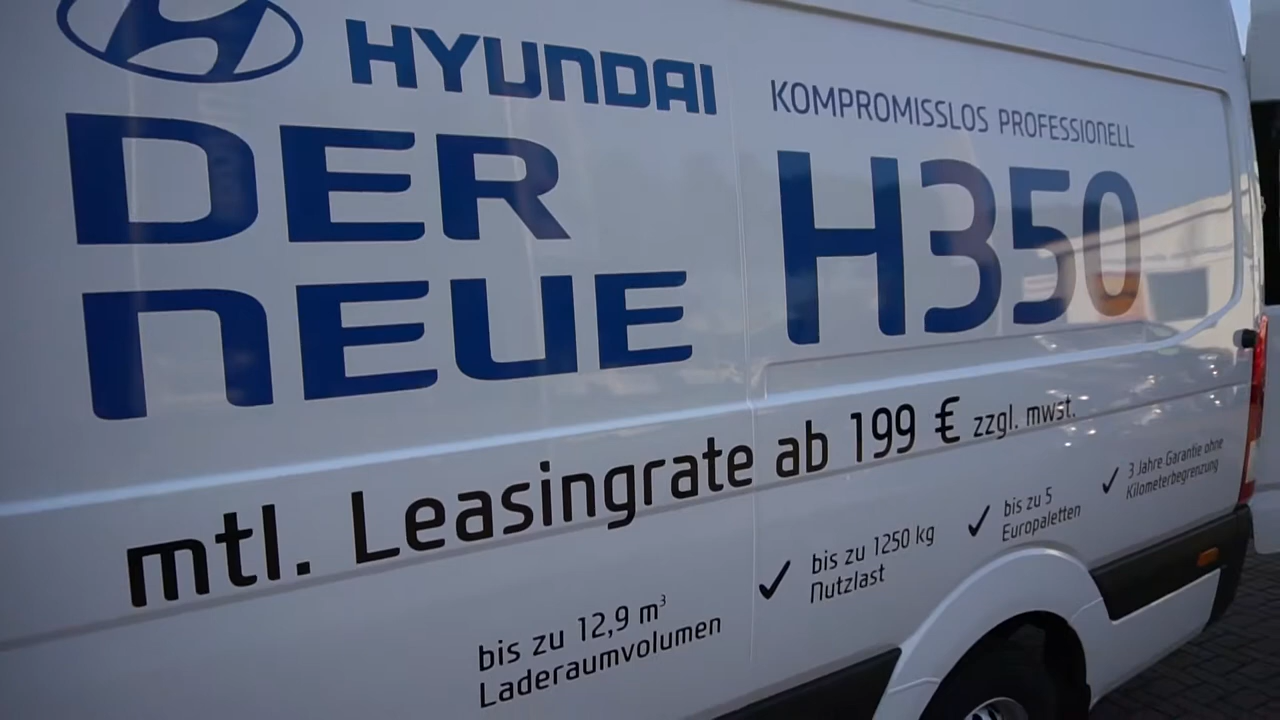 HYUNDAI
DER
NEUE
KOMPROMISSLOS PROFESSIONELL
H350
mtl. Leasingrate ab 199 € zzgl. mwst.
bis zu 12,9 m³
Laderaumvolumen
✓ bis zu 1250 kg
Nutzlast
✓ bis zu 5
Europaletten
✓ 3 Jahre Garantie ohne
Kilometerbegrenzung